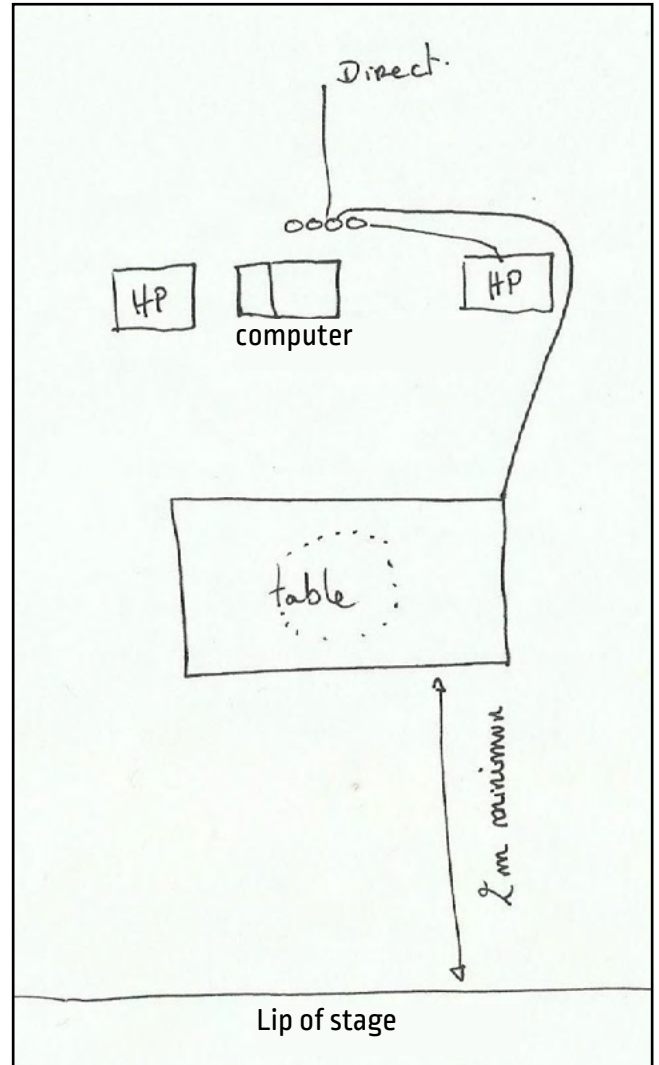 Direct.
HP
HP
computer
table
2m minimum
Lip of stage